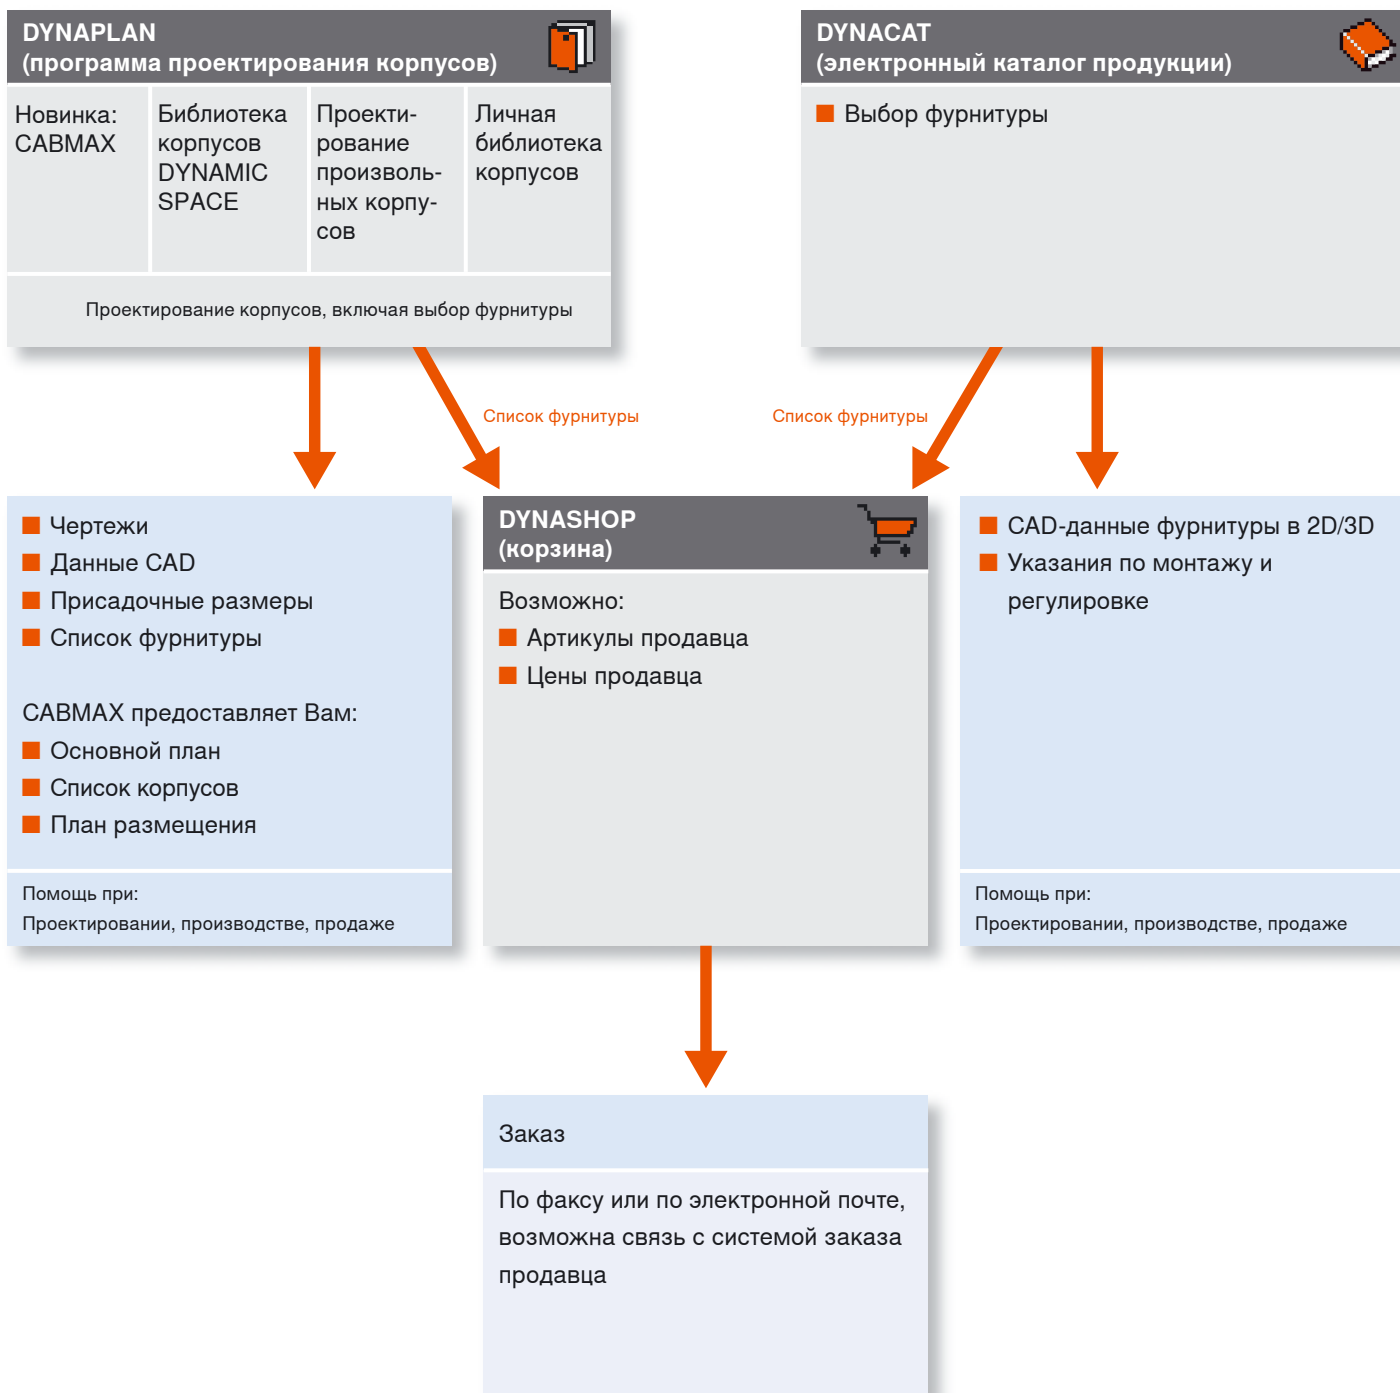 DYNAPLAN
(программа проектирования корпусов)
Новинка:
CABMAX
Библиотека
корпусов
DYNAMIC
SPACE
Проекти-
рование
произволь-
ных корпу-
сов
Личная
библиотека
корпусов
Проектирование корпусов, включая выбор фурнитуры
DYNACAT
(электронный каталог продукции)
Выбор фурнитуры
Список фурнитуры
Список фурнитуры
Чертежи
Данные CAD
Присадочные размеры
Список фурнитуры
CABMAX предоставляет Вам:
Основной план
Список корпусов
План размещения
Помощь при:
Проектировании, производстве, продаже
DYNASHOP
(корзина)
Возможно:
Артикулы продавца
Цены продавца
CAD-данные фурнитуры в 2D/3D
Указания по монтажу и
регулировке
Помощь при:
Проектировании, производстве, продаже
Заказ
По факсу или по электронной почте,
возможна связь с системой заказа
продавца